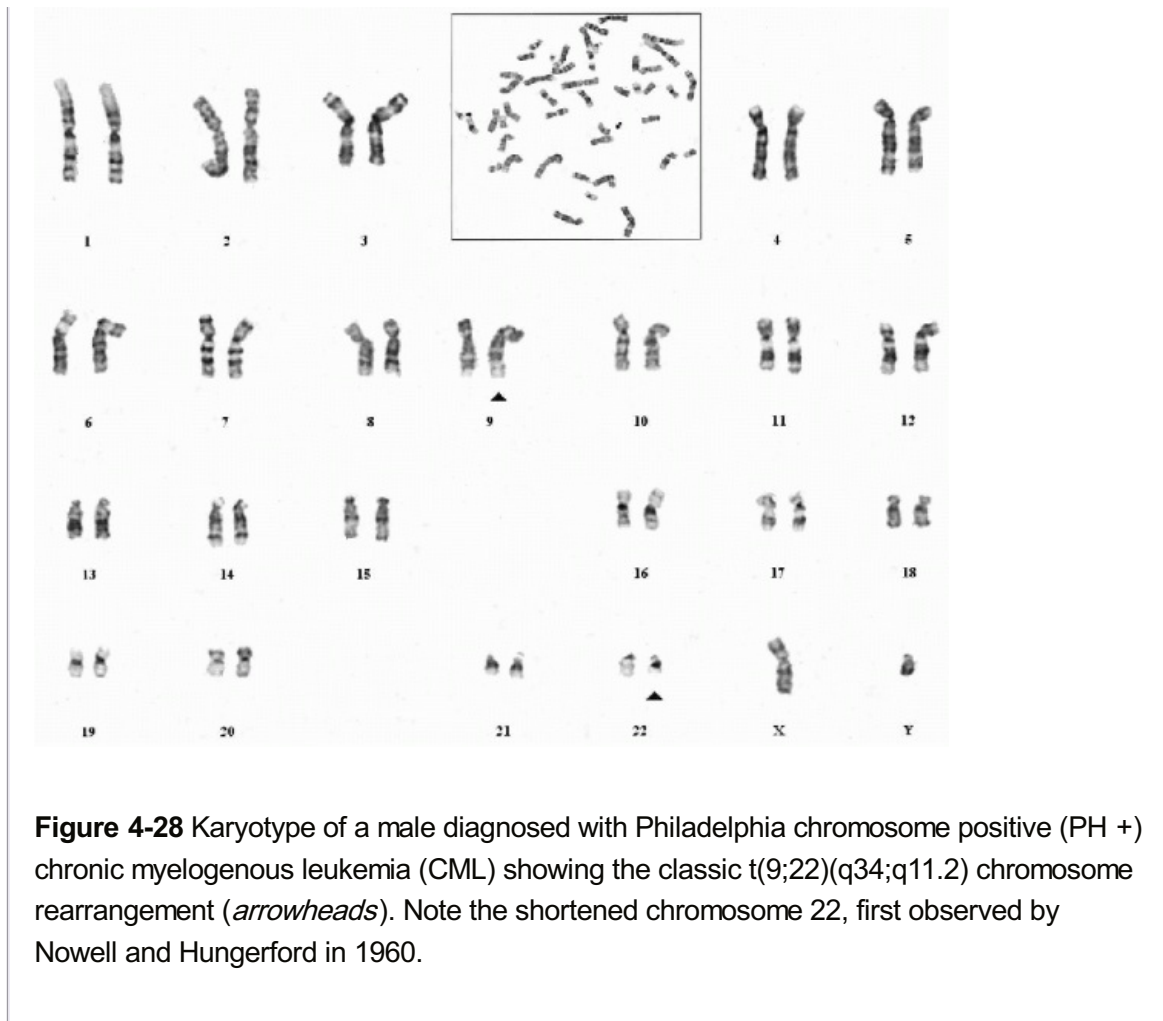 1 2 3 4 5
6 7 8 9 10 11 12
13 14 15 16 17 18
19 20 21 22 X Y
Figure 4-28 Karyotype of a male diagnosed with Philadelphia chromosome positive (PH +)
chronic myelogenous leukemia (CML) showing the classic t(9;22)(q34;q11.2) chromosome
rearrangement (arrowheads). Note the shortened chromosome 22, first observed by
Nowell and Hungerford in 1960.